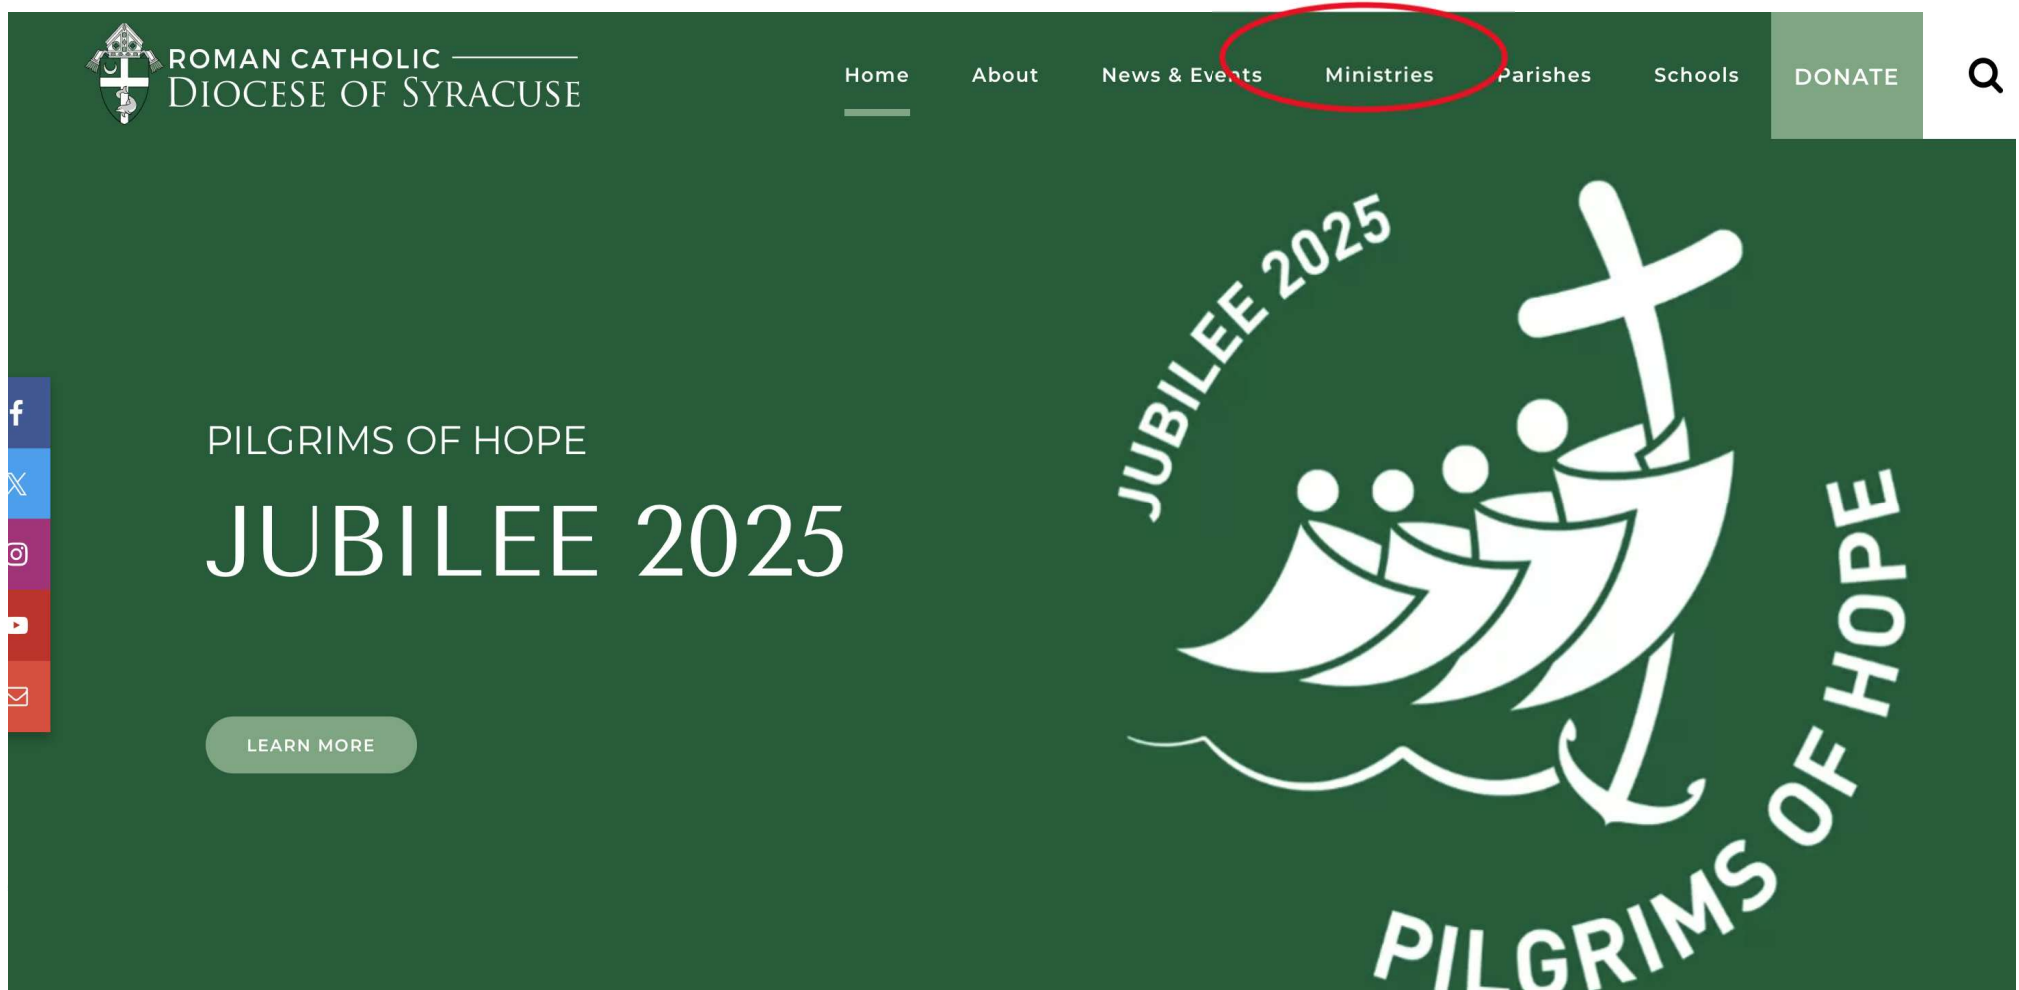 ROMAN CATHOLIC
DIOCESE OF SYRACUSE
Home About News & Events Ministries Parishes Schools DONATE
JUBILEE 2025
PILGRIMS OF HOPE
JUBILEE 2025
LEARN MORE
PILGRIMS OF HOPE